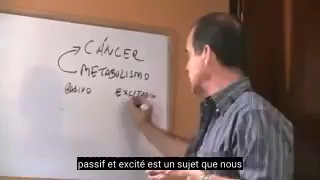 CÁNCER
METABOLISMO
PASIVO EXCITADO
passif et excité est un sujet que nous